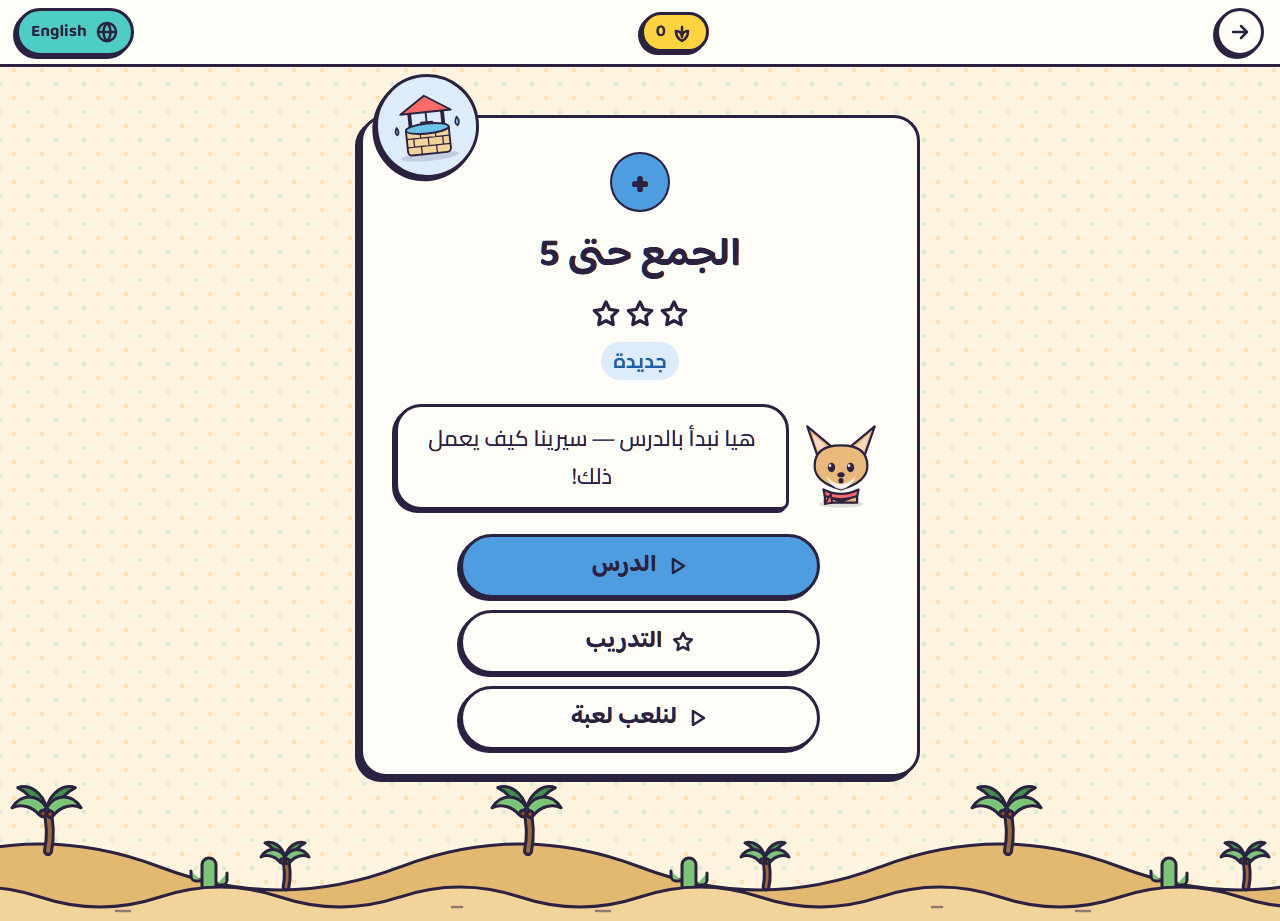 English
0
الجمع حتى 5
جديدة
هيا نبدأ بالدرس — سيرينا كيف يعمل
ذلك!
الدرس
التدريب
لنلعب لعبة